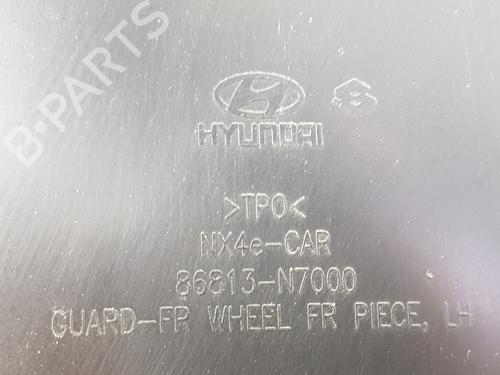 B-PARTS
HYUNDAI
>TPO<
NX4e-CAR
86813-N7000
GUARD-FR WHEEL FR PIECE, LH